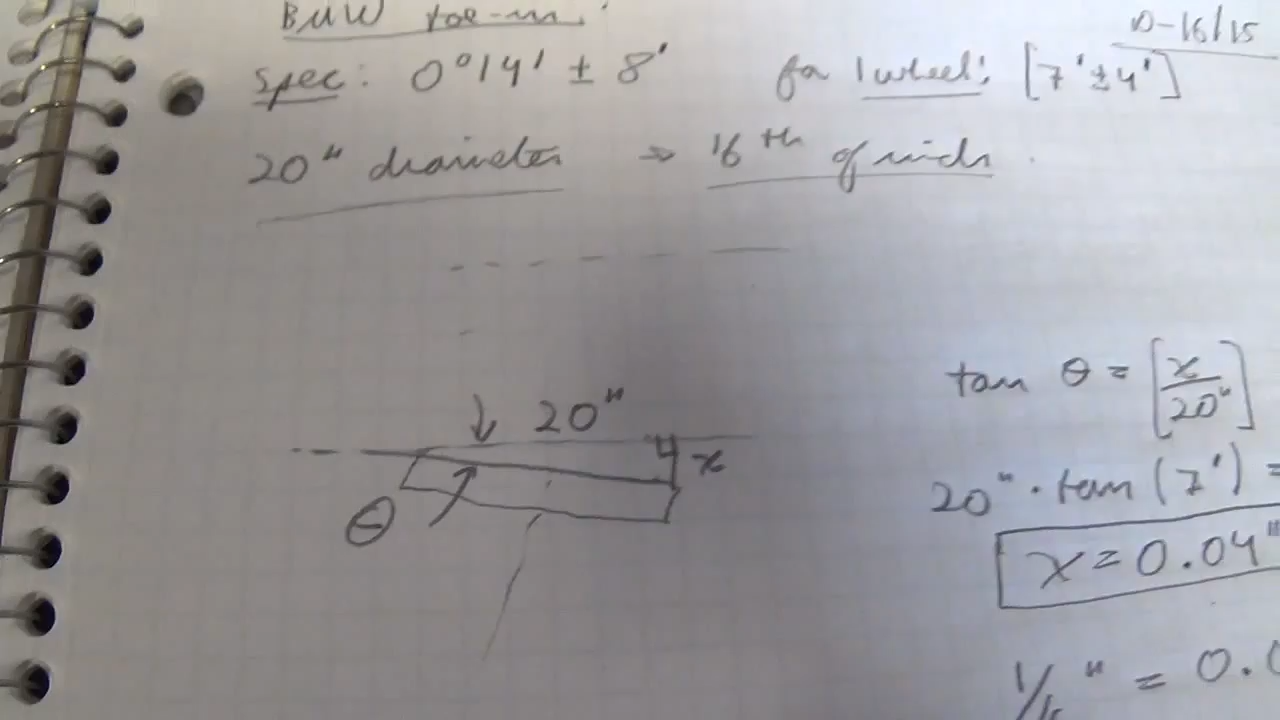 BMW toe-in.
10-16/15
spec: 0°14' ± 8' for 1 wheel: [7' ± 4']
20" diameter → 16th of inch.
tan θ = [x/20"]
20"
x
θ
20" · tan (7') =
x = 0.04"
1/16" = 0.0